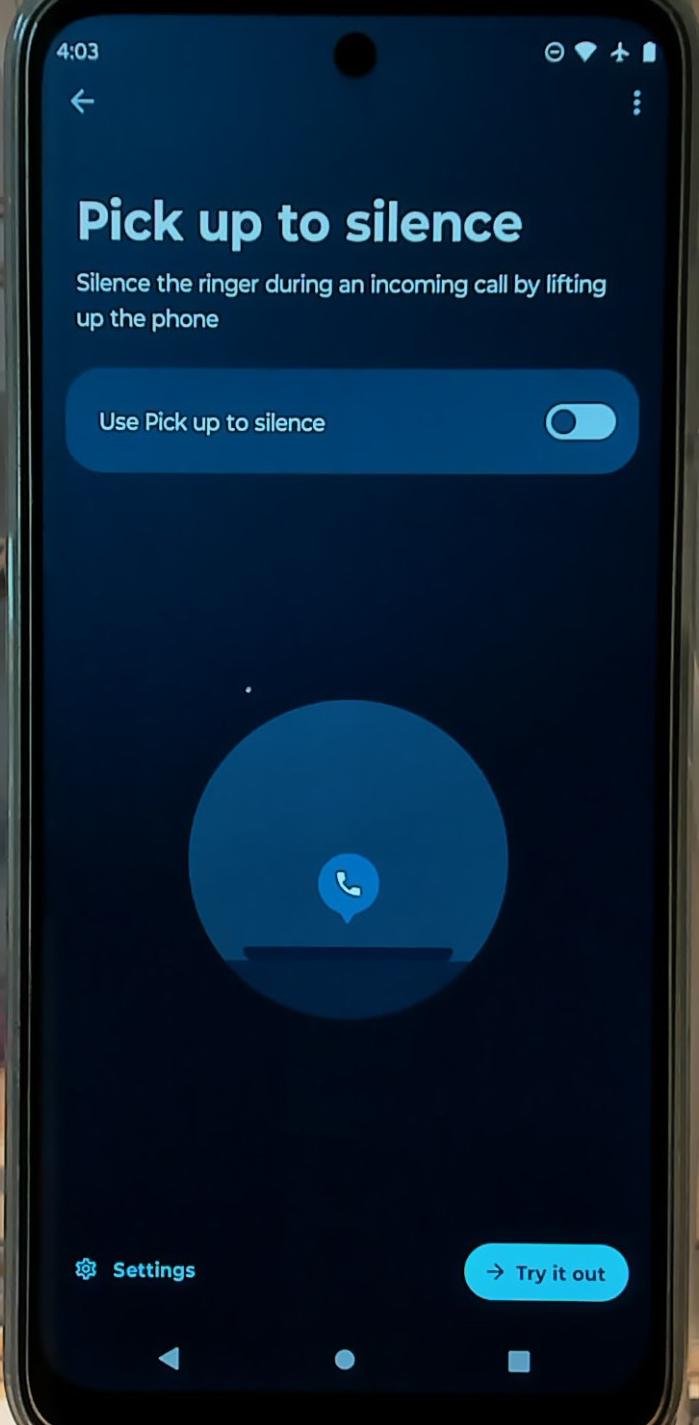 4:03
Pick up to silence
Silence the ringer during an incoming call by lifting
up the phone
Use Pick up to silence
Settings
Try it out